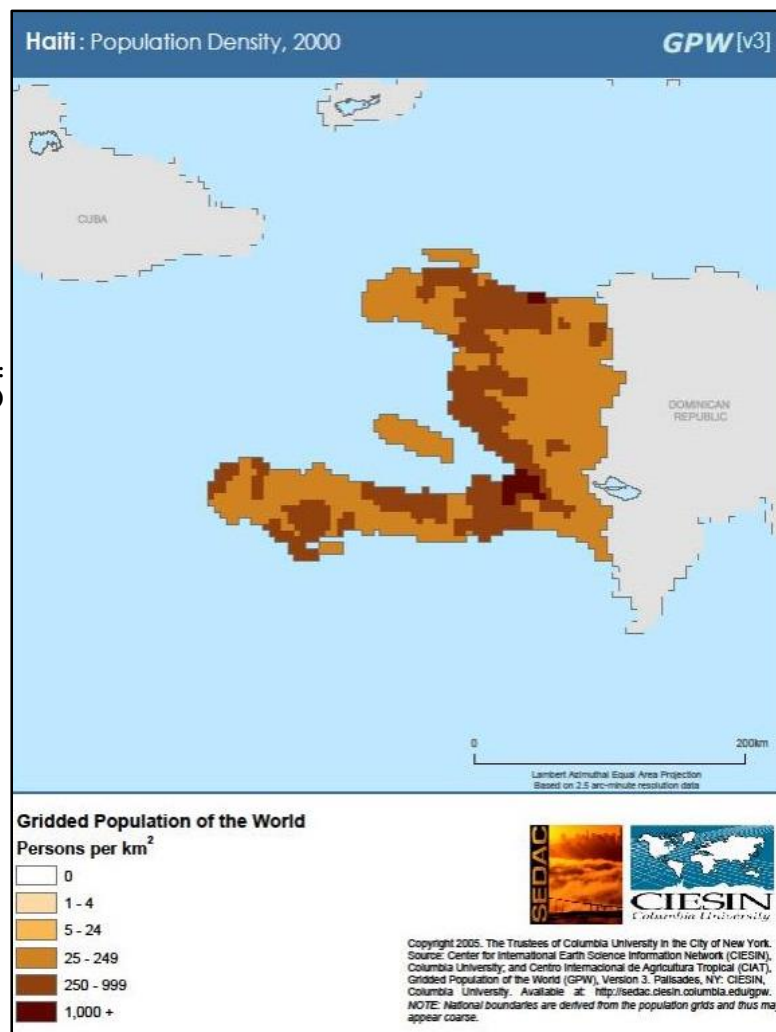 Haiti: Population Density, 2000
GPW [v3]
CUBA
DOMINICAN
REPUBLIC
0
200km
Lambert Azimuthal Equal Area Projection
Based on 2.5 arc-minute resolution data
Gridded Population of the World
Persons per km²
0
1 - 4
5 - 24
25 - 249
250 - 999
1,000 +
SEDAC
CIESIN
Columbia University
Copyright 2005. The Trustees of Columbia University in the City of New York.
Source: Center for International Earth Science Information Network (CIESIN),
Columbia University; and Centro Internacional de Agricultura Tropical (CIAT),
Gridded Population of the World (GPW), Version 3. Palisades, NY: CIESIN,
Columbia University. Available at: http://sedac.ciesin.columbia.edu/gpw.
NOTE: National boundaries are derived from the population grids and thus ma
appear coarse.